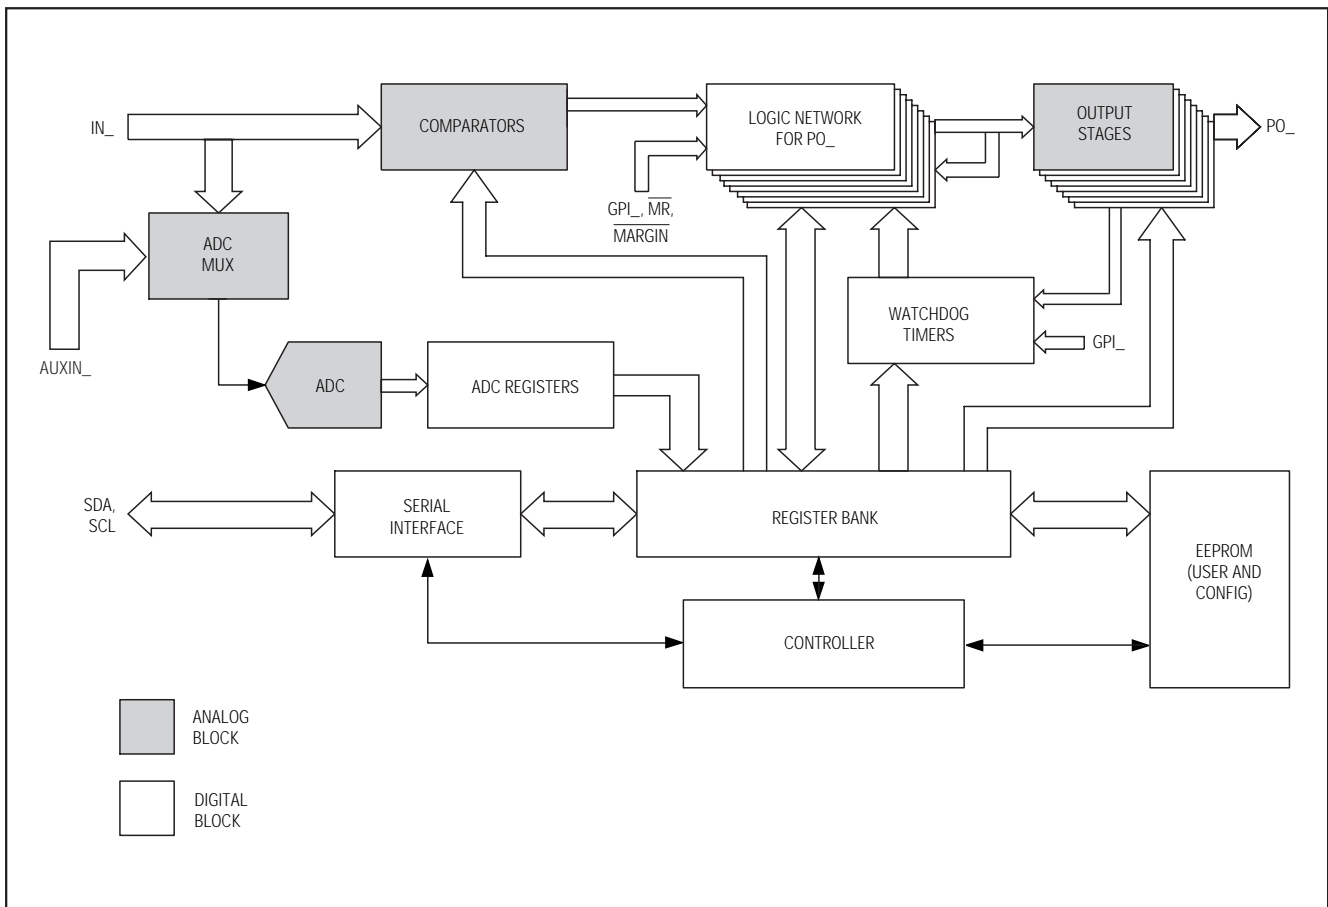 IN_
COMPARATORS
LOGIC NETWORK
FOR PO_
OUTPUT
STAGES
PO_
GPI_, MR,
MARGIN
ADC
MUX
AUXIN_
WATCHDOG
TIMERS
GPI_
ADC
ADC REGISTERS
SDA,
SCL
SERIAL
INTERFACE
REGISTER BANK
EEPROM
(USER AND
CONFIG)
CONTROLLER
ANALOG
BLOCK
DIGITAL
BLOCK